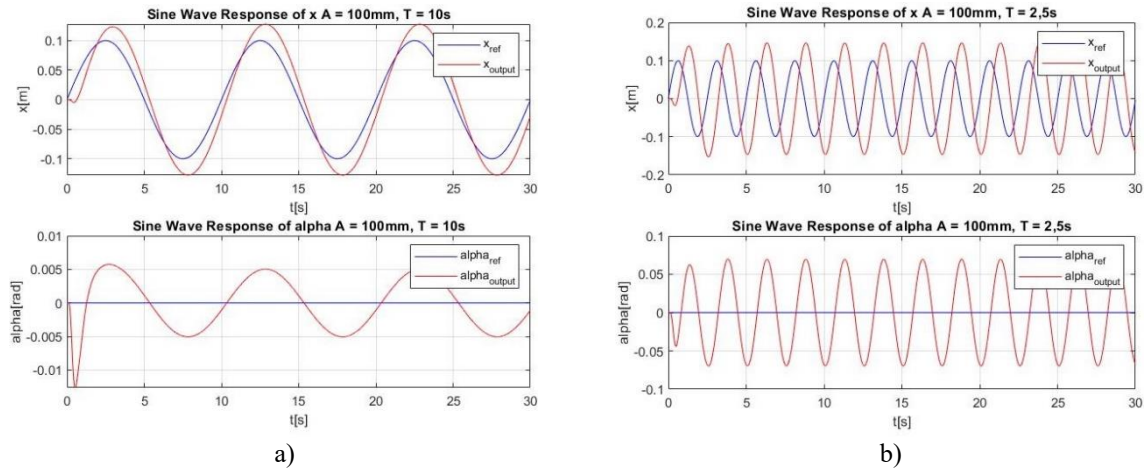 Sine Wave Response of x A = 100mm, T = 10s
0.1
0.05
0
-0.05
-0.1
x[m]
x_ref
x_output
0 5 10 15 20 25 30
t[s]
Sine Wave Response of alpha A = 100mm, T = 10s
0.01
0.005
0
-0.005
-0.01
alpha[rad]
alpha_ref
alpha_output
0 5 10 15 20 25 30
t[s]
a)
Sine Wave Response of x A = 100mm, T = 2,5s
0.2
0.1
0
-0.1
-0.2
x[m]
x_ref
x_output
0 5 10 15 20 25 30
t[s]
Sine Wave Response of alpha A = 100mm, T = 2,5s
0.1
0.05
0
-0.05
-0.1
alpha[rad]
alpha_ref
alpha_output
0 5 10 15 20 25 30
t[s]
b)